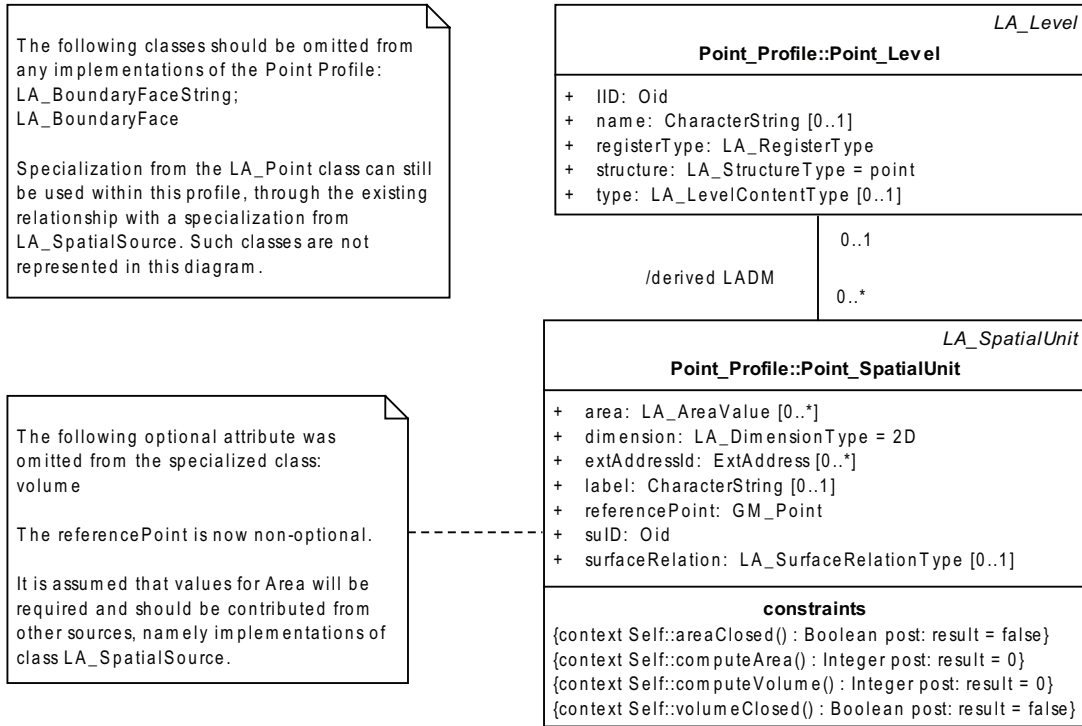 The following classes should be omitted from
any implementations of the Point Profile:
LA_BoundaryFaceString;
LA_BoundaryFace
Specialization from the LA_Point class can still
be used within this profile, through the existing
relationship with a specialization from
LA_SpatialSource. Such classes are not
represented in this diagram.
LA_Level
Point_Profile::Point_Level
+ lID: Oid
+ name: CharacterString [0..1]
+ registerType: LA_RegisterType
+ structure: LA_StructureType = point
+ type: LA_LevelContentType [0..1]
0..1
/derived LADM
0..*
LA_SpatialUnit
Point_Profile::Point_SpatialUnit
+ area: LA_AreaValue [0..*]
+ dimension: LA_DimensionType = 2D
+ extAddressId: ExtAddress [0..*]
+ label: CharacterString [0..1]
+ referencePoint: GM_Point
+ suID: Oid
+ surfaceRelation: LA_SurfaceRelationType [0..1]
constraints
{context Self::areaClosed() : Boolean post: result = false}
{context Self::computeArea() : Integer post: result = 0}
{context Self::computeVolume() : Integer post: result = 0}
{context Self::volumeClosed() : Boolean post: result = false}
The following optional attribute was
omitted from the specialized class:
volume
The referencePoint is now non-optional.
It is assumed that values for Area will be
required and should be contributed from
other sources, namely implementations of
class LA_SpatialSource.